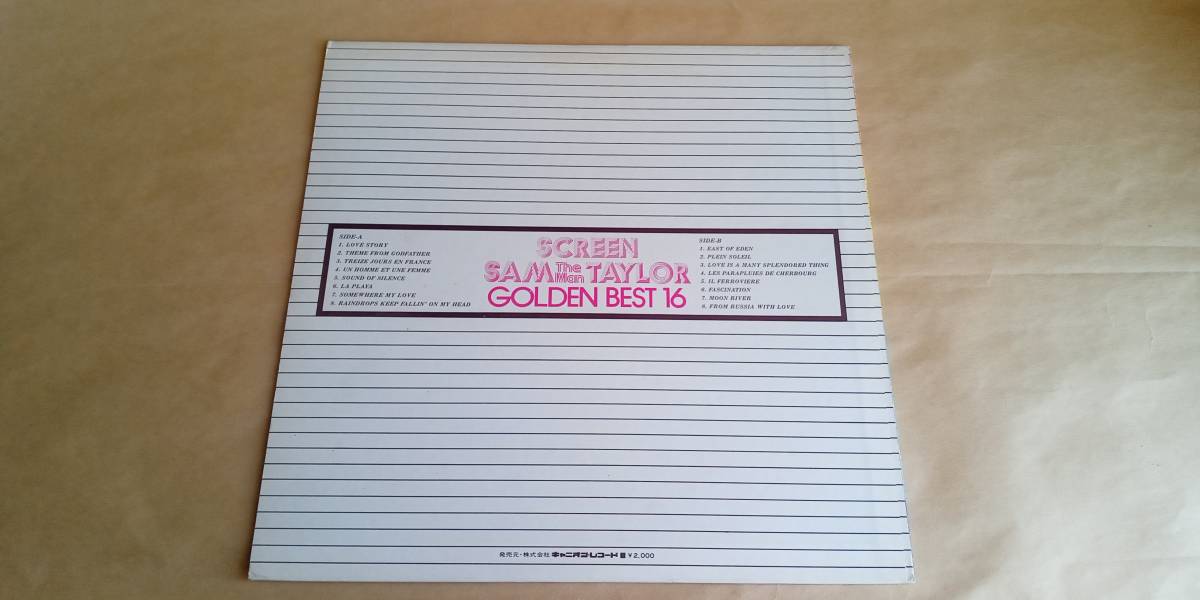 SIDE-A
1. LOVE STORY
2. THEME FROM GODFATHER
3. TREIZE JOURS EN FRANCE
4. UN HOMME ET UNE FEMME
5. SOUND OF SILENCE
6. LA PLAYA
7. SOMEWHERE MY LOVE
8. RAINDROPS KEEP FALLIN' ON MY HEAD
SCREEN
SAM The Man TAYLOR
GOLDEN BEST 16
SIDE-B
1. EAST OF EDEN
2. PLEIN SOLEIL
3. LOVE IS A MANY SPLENDORED THING
4. LES PARAPLUIES DE CHERBOURG
5. IL FERROVIERE
6. FASCINATION
7. MOON RIVER
8. FROM RUSSIA WITH LOVE
発売元・株式会社 キャニオン・レコード ¥2,000